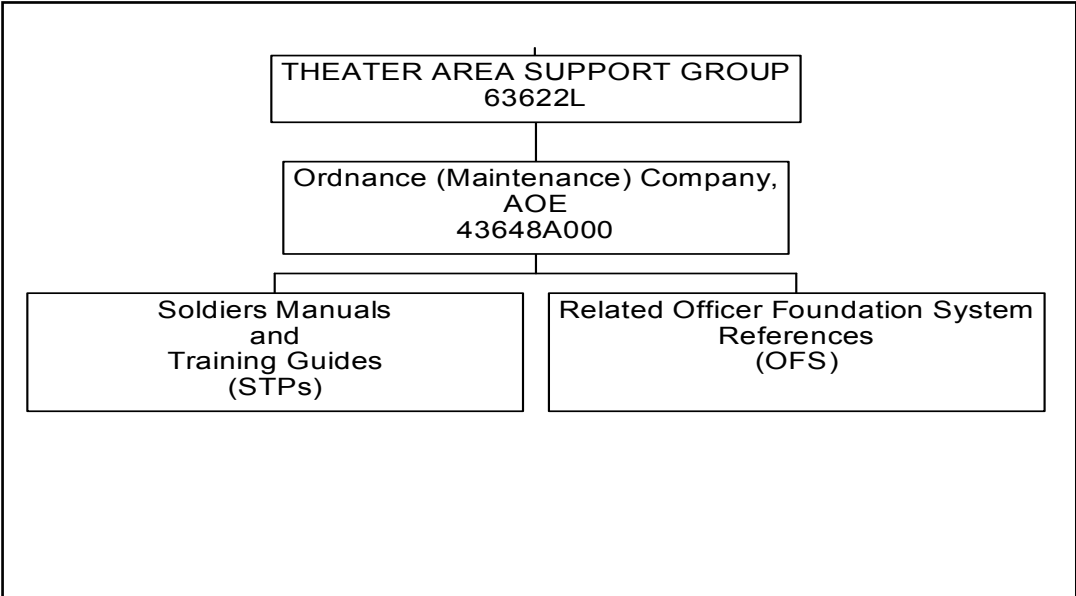 THEATER AREA SUPPORT GROUP
63622L
Ordnance (Maintenance) Company,
AOE
43648A000
Soldiers Manuals
and
Training Guides
(STPs)
Related Officer Foundation System
References
(OFS)